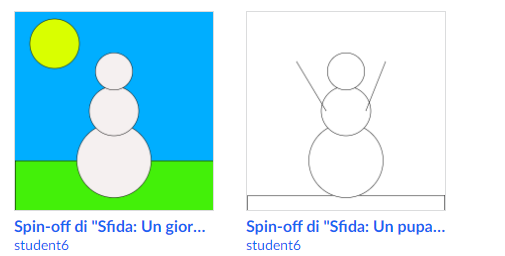 Spin-off di "Sfida: Un gior...
student6
Spin-off di "Sfida: Un pupa...
student6